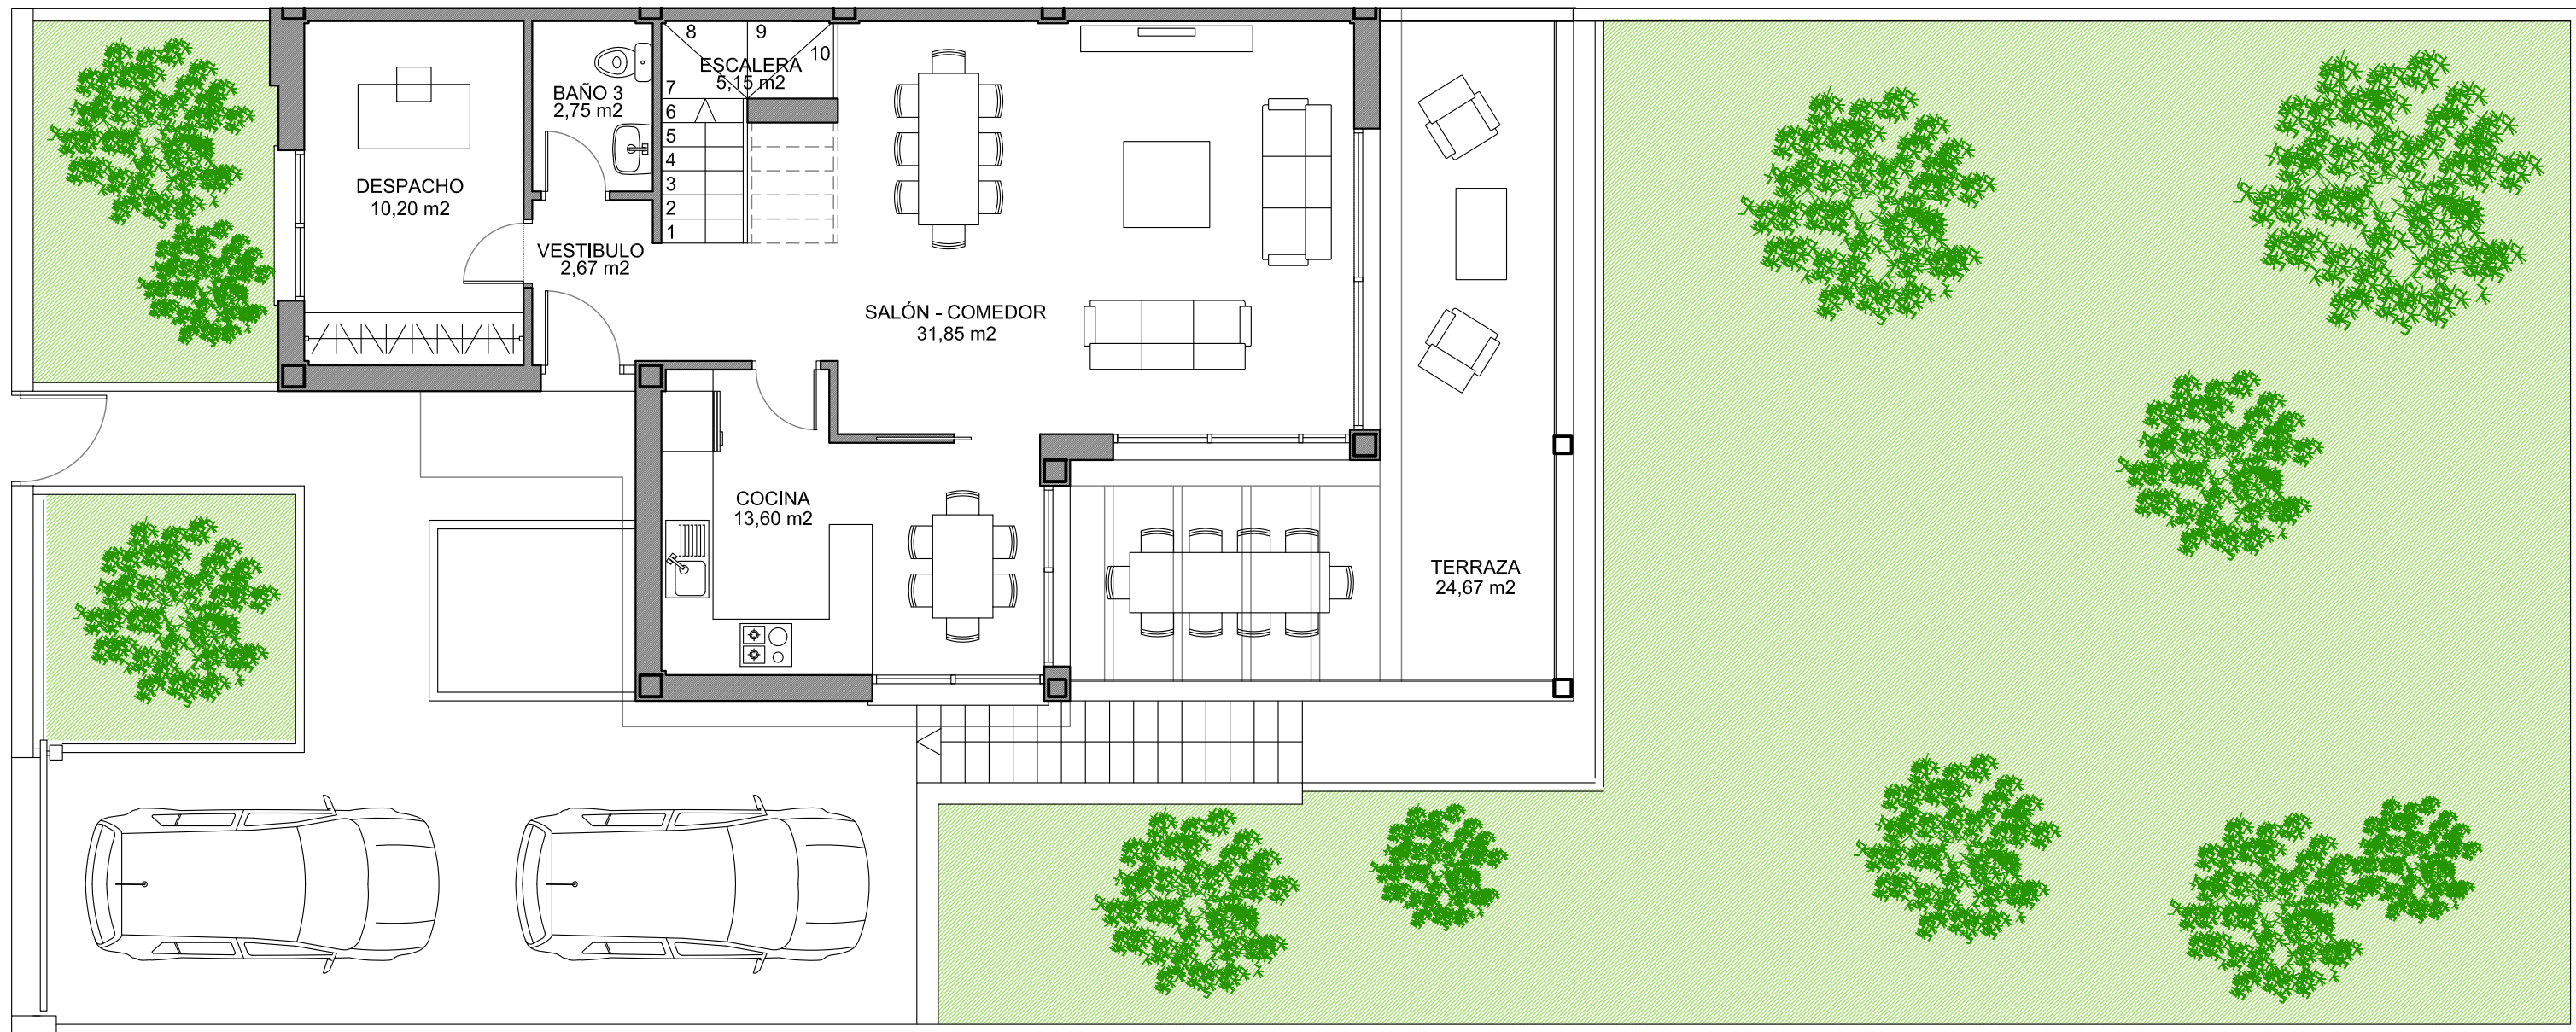 8
9
10
ESCALERA
5,15 m2
7
6
5
4
3
2
1
BAÑO 3
2,75 m2
DESPACHO
10,20 m2
VESTIBULO
2,67 m2
SALÓN - COMEDOR
31,85 m2
COCINA
13,60 m2
TERRAZA
24,67 m2